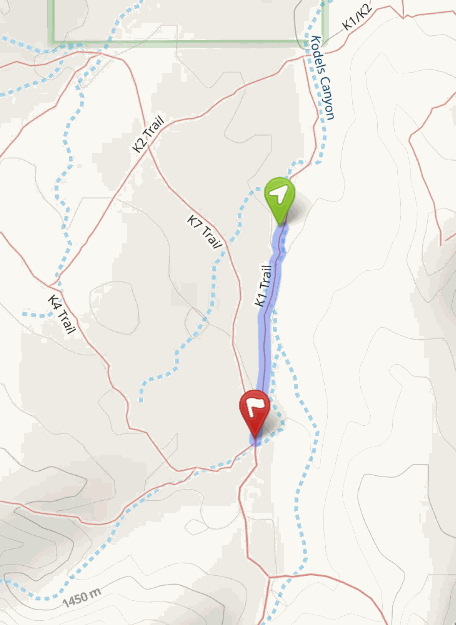 K1/K2
Kodels Canyon
K2 Trail
K7 Trail
K1 Trail
K4 Trail
1450 m